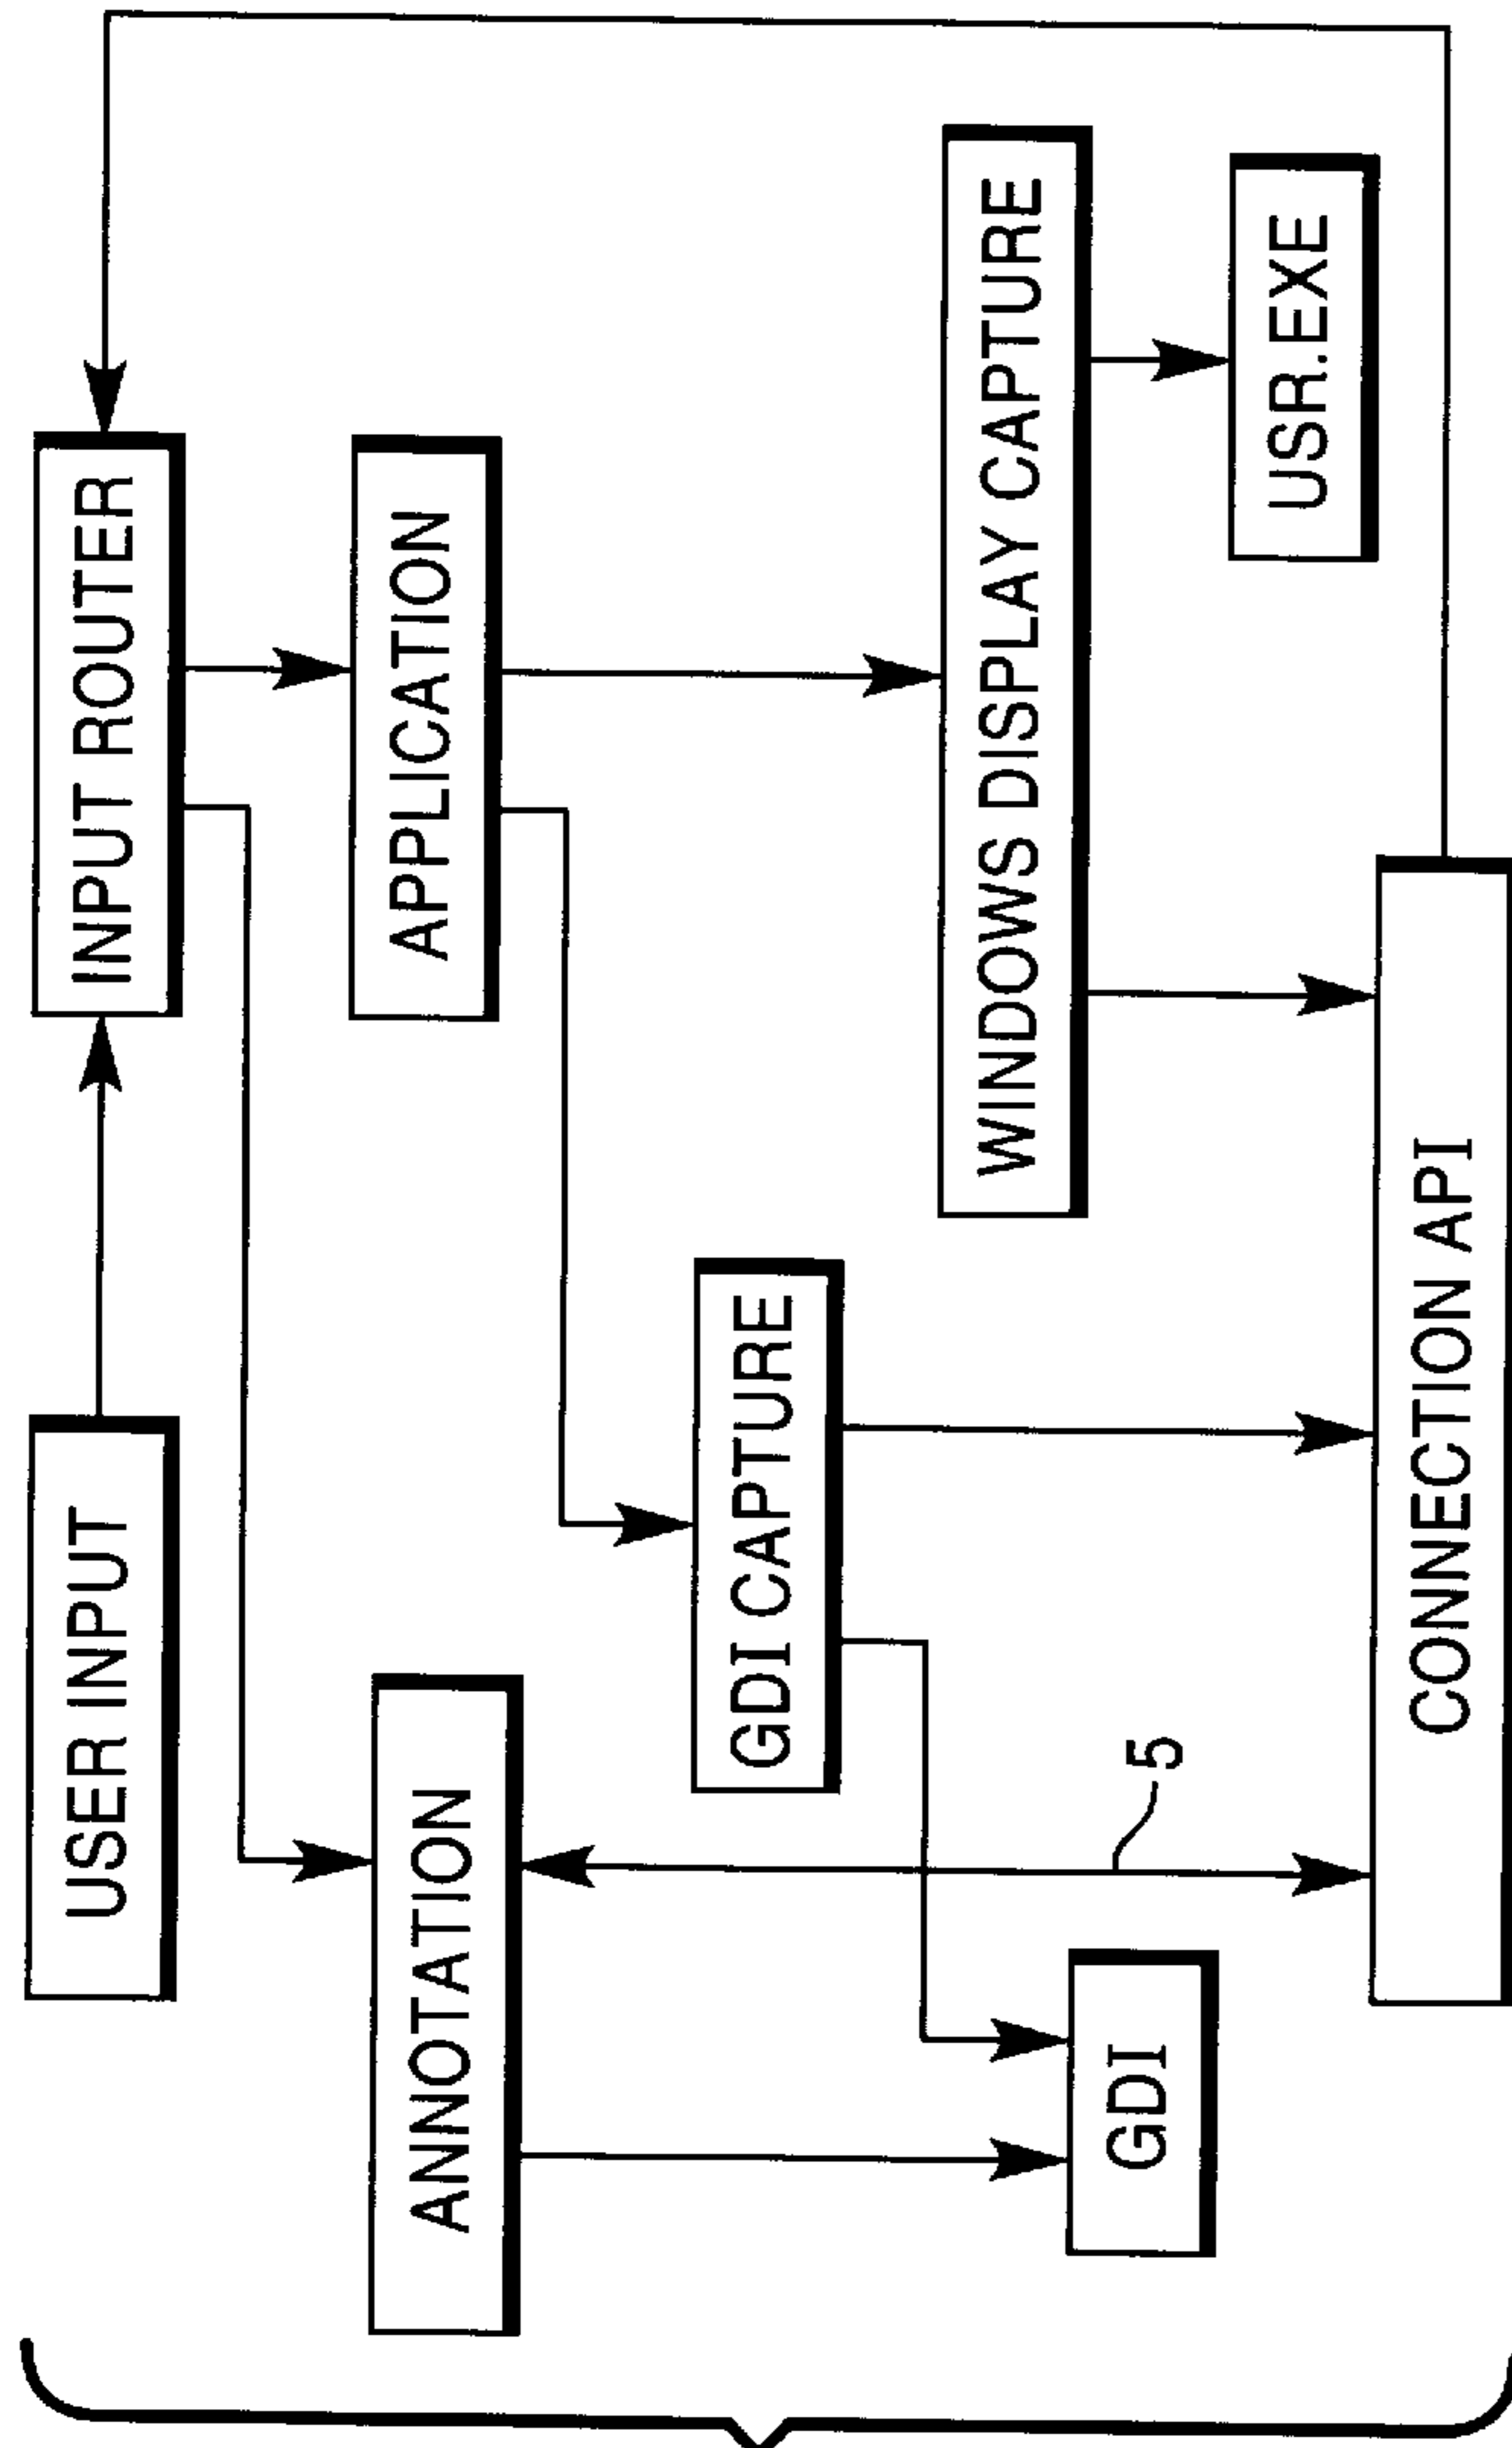 USER INPUT
INPUT ROUTER
ANNOTATION
APPLICATION
GDI CAPTURE
WINDOWS DISPLAY CAPTURE
GDI
5
USR.EXE
CONNECTION API